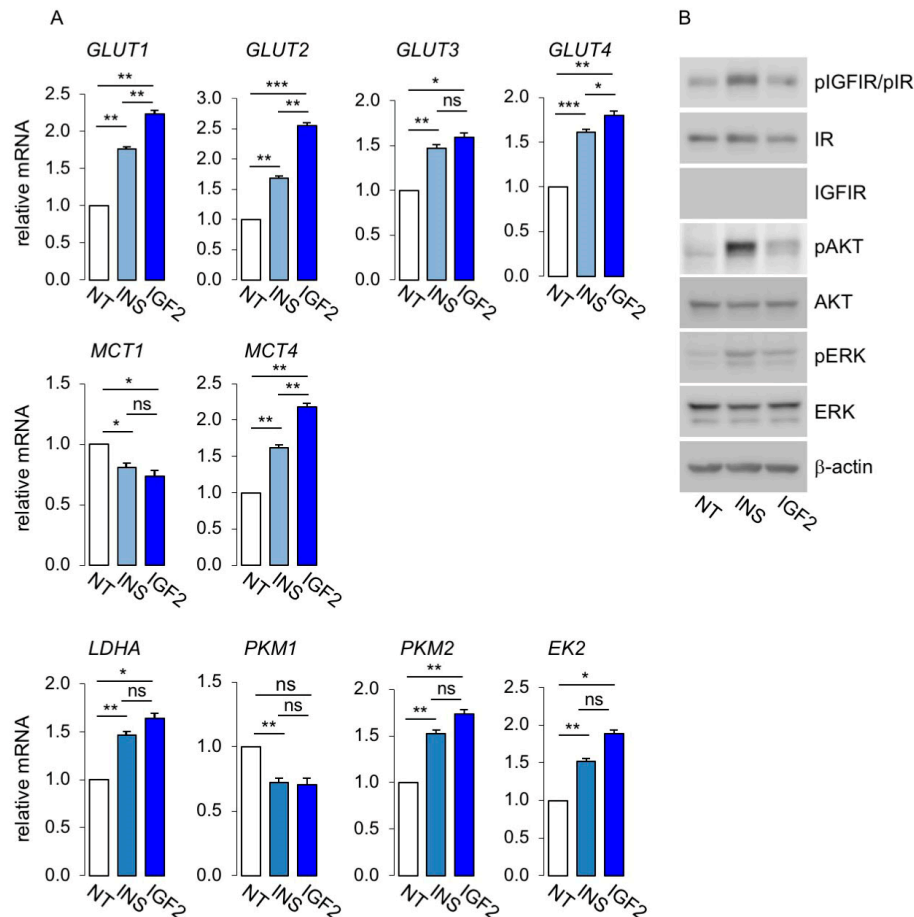 A
GLUT1 GLUT2 GLUT3 GLUT4
relative mRNA
** ** **
2.5 2.0 1.5 1.0 0.5 0.0
NT INS IGF2
*** ** **
3.0 2.5 2.0 1.5 1.0 0.5 0.0
NT INS IGF2
* ns **
2.0 1.5 1.0 0.5 0.0
NT INS IGF2
** * ***
2.0 1.5 1.0 0.5 0.0
NT INS IGF2
MCT1 MCT4
relative mRNA
* ns *
1.5 1.0 0.5 0.0
NT INS IGF2
** ** **
2.5 2.0 1.5 1.0 0.5 0.0
NT INS IGF2
LDHA PKM1 PKM2 EK2
relative mRNA
* ns **
2.0 1.5 1.0 0.5 0.0
NT INS IGF2
ns ns **
1.5 1.0 0.5 0.0
NT INS IGF2
** ns **
2.0 1.5 1.0 0.5 0.0
NT INS IGF2
* ns **
2.5 2.0 1.5 1.0 0.5 0.0
NT INS IGF2
B
pIGFIR/pIR
IR
IGFIR
pAKT
AKT
pERK
ERK
β-actin
NT INS IGF2